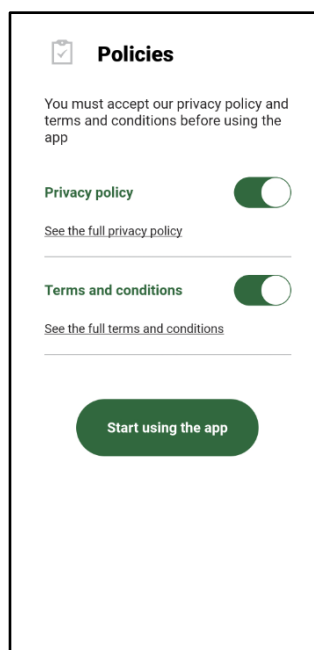 Policies
You must accept our privacy policy and
terms and conditions before using the
app
Privacy policy
See the full privacy policy
Terms and conditions
See the full terms and conditions
Start using the app